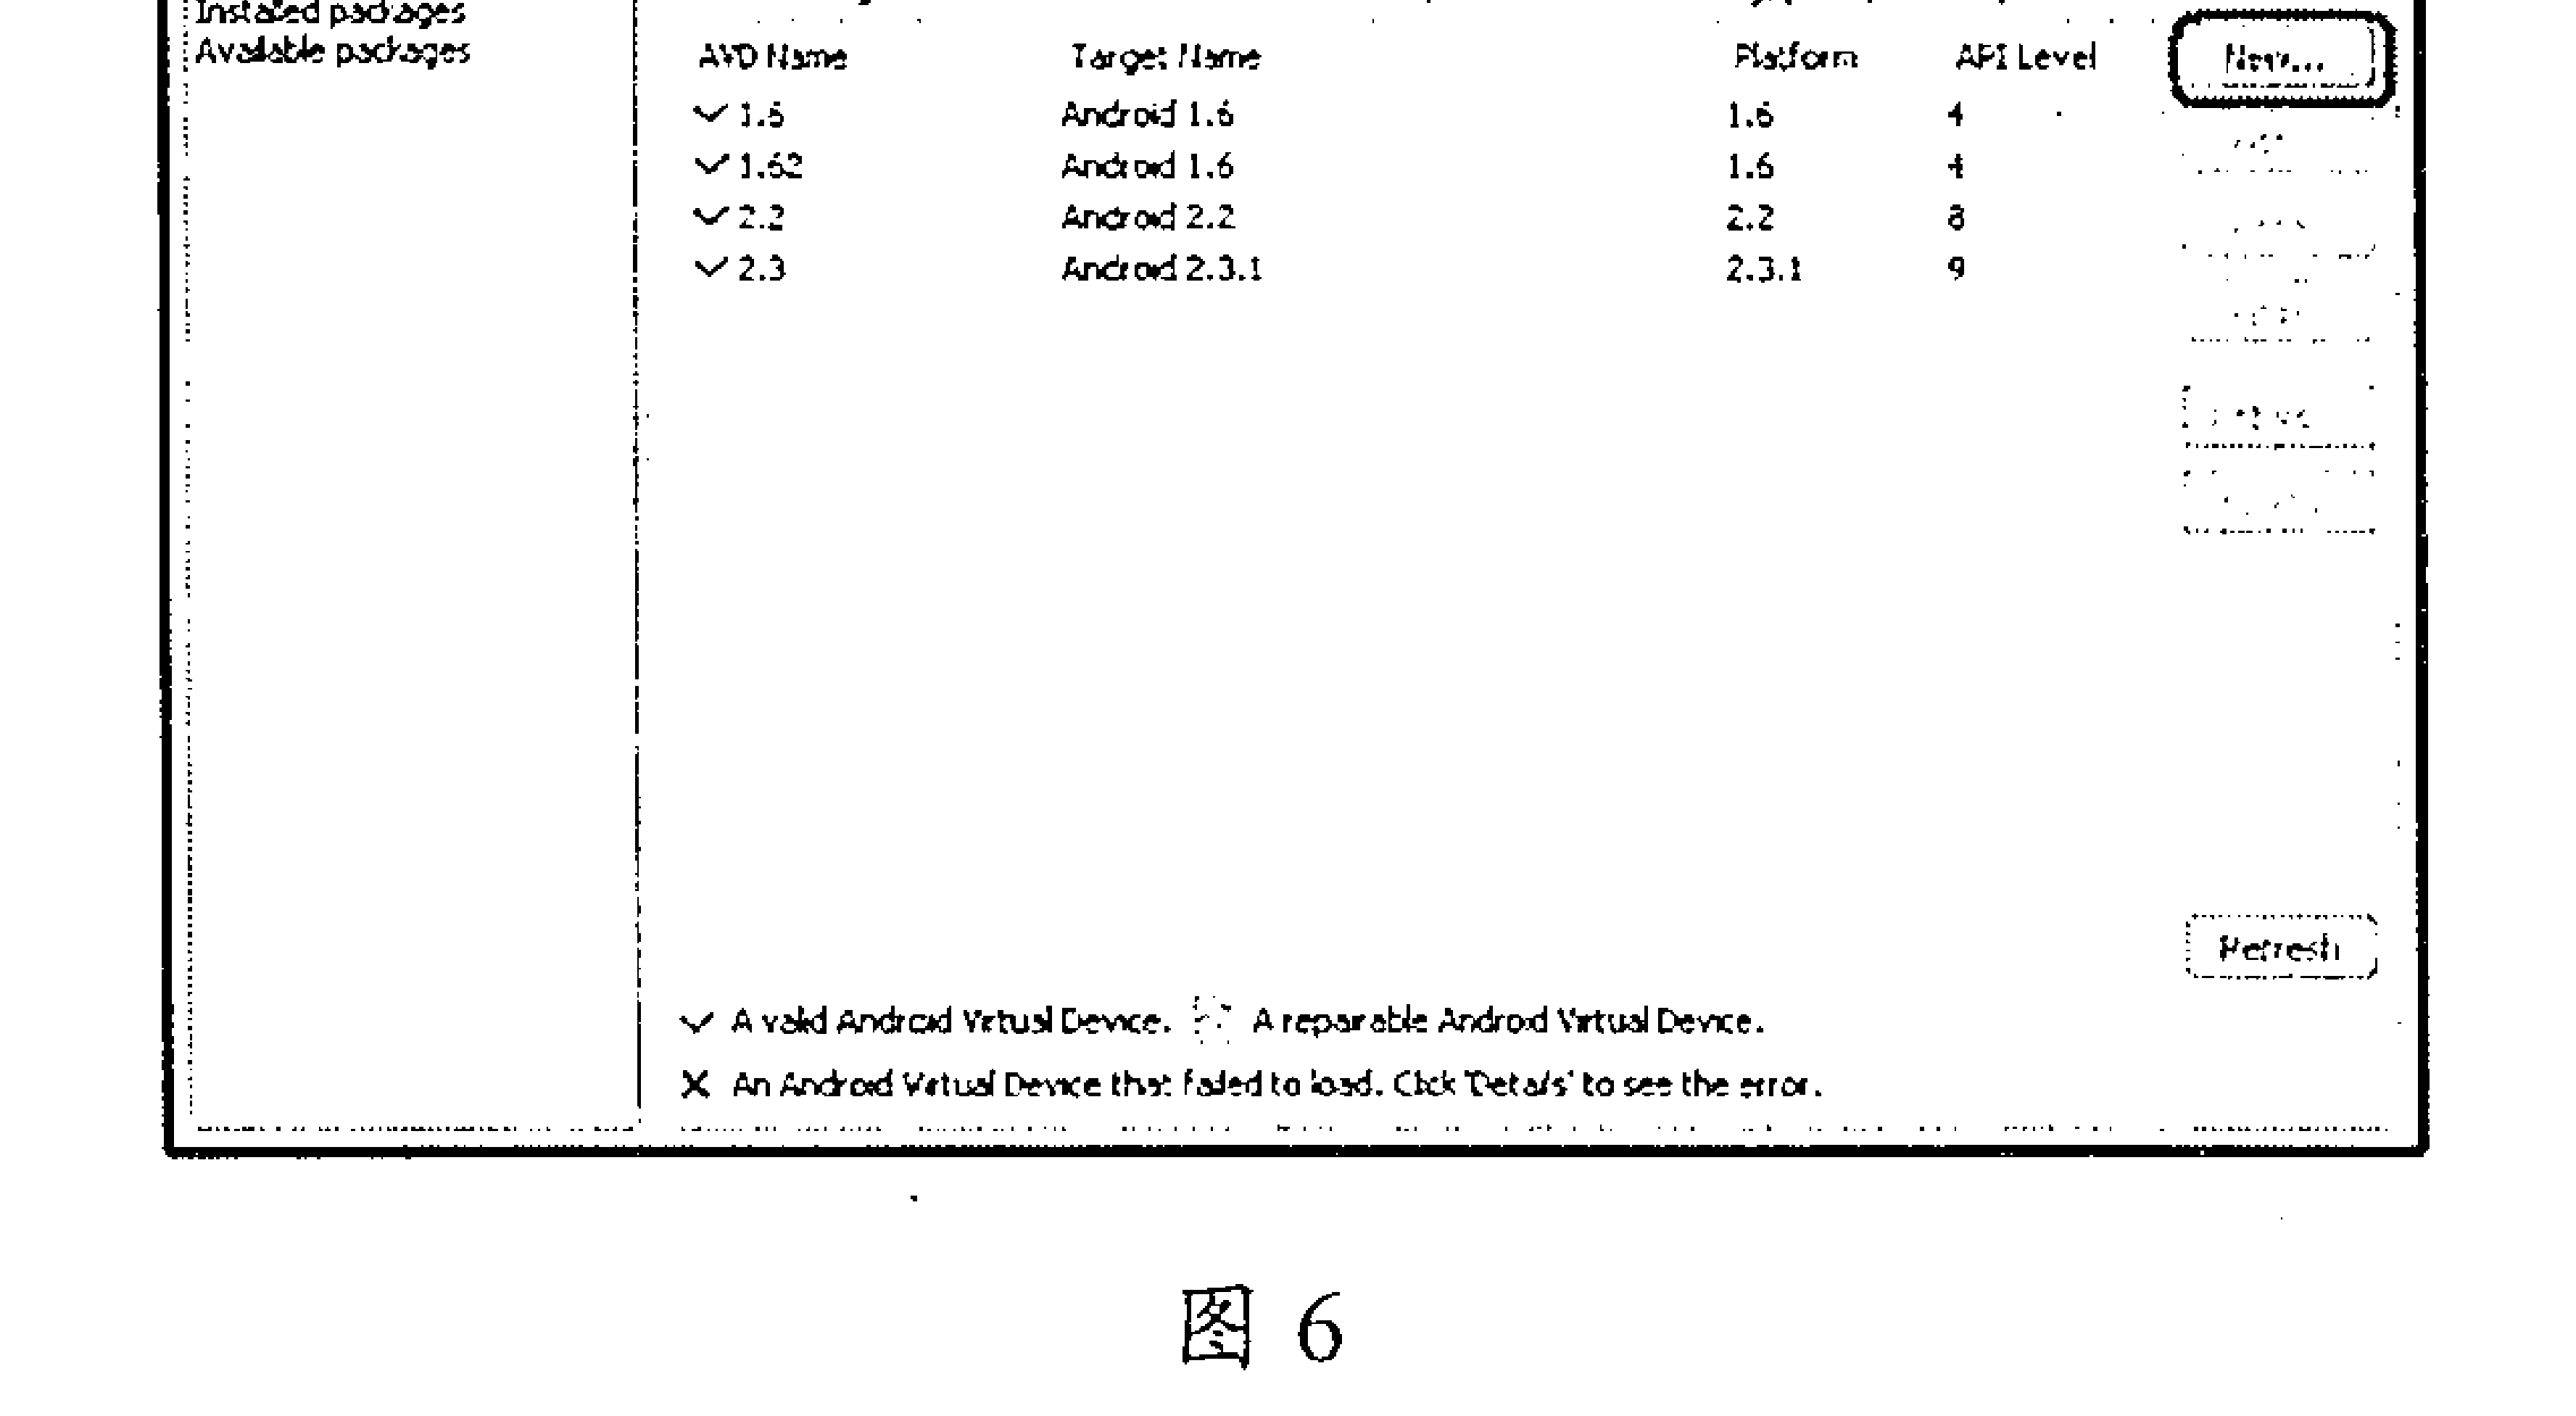 Installed packages
Available packages
AVD Name Target Name Platform API Level New...
1.6 Android 1.6 1.6 4
1.62 Android 1.6 1.6 4
2.2 Android 2.2 2.2 8
2.3 Android 2.3.1 2.3.1 9
Refresh
A valid Android Virtual Device. A repairable Android Virtual Device.
An Android Virtual Device that failed to load. Click 'Details' to see the error.
图 6